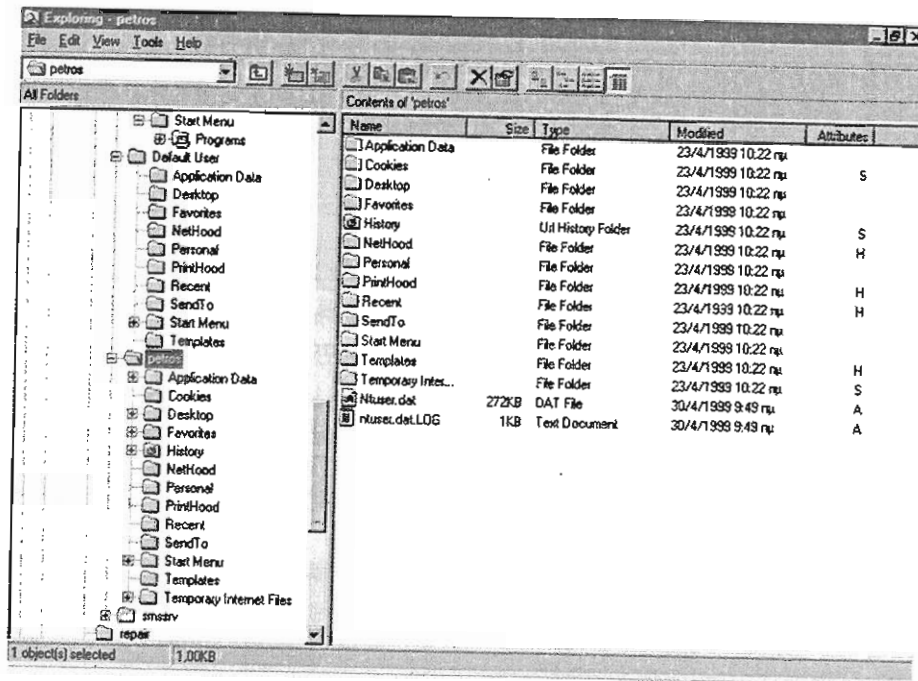 Exploring - petros
File Edit View Tools Help
petros
All Folders
Start Menu
Programs
Default User
Application Data
Desktop
Favorites
NetHood
Personal
PrintHood
Recent
SendTo
Start Menu
Templates
petros
Application Data
Cookies
Desktop
Favorites
History
NetHood
Personal
PrintHood
Recent
SendTo
Start Menu
Templates
Temporary Internet Files
smssrv
repair
Contents of 'petros'
Name Size Type Modified Attributes
Application Data File Folder 23/4/1999 10:22 πμ
Cookies File Folder 23/4/1999 10:22 πμ S
Desktop File Folder 23/4/1999 10:22 πμ
Favorites File Folder 23/4/1999 10:22 πμ
History Url History Folder 23/4/1999 10:22 πμ S
NetHood File Folder 23/4/1999 10:22 πμ H
Personal File Folder 23/4/1999 10:22 πμ
PrintHood File Folder 23/4/1999 10:22 πμ H
Recent File Folder 23/4/1999 10:22 πμ H
SendTo File Folder 23/4/1999 10:22 πμ
Start Menu File Folder 23/4/1999 10:22 πμ
Templates File Folder 23/4/1999 10:22 πμ H
Temporary Inter... File Folder 23/4/1999 10:22 πμ S
Ntuser.dat 272KB DAT File 30/4/1999 9:49 πμ A
ntuser.dat.LOG 1KB Text Document 30/4/1999 9:49 πμ A
1 object(s) selected 1,00KB